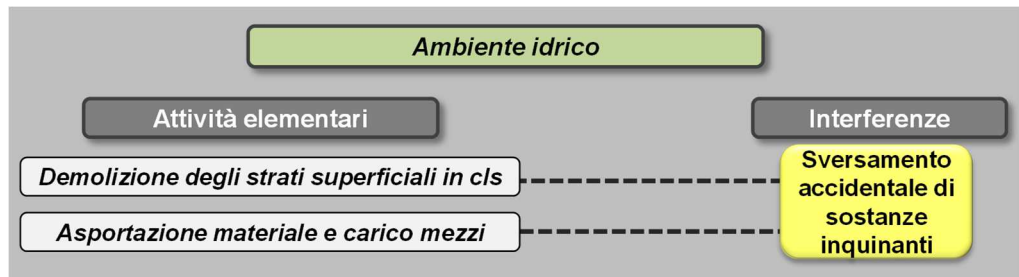 Ambiente idrico
Attività elementari
Interferenze
Demolizione degli strati superficiali in cls
Asportazione materiale e carico mezzi
Sversamento
accidentale di
sostanze
inquinanti